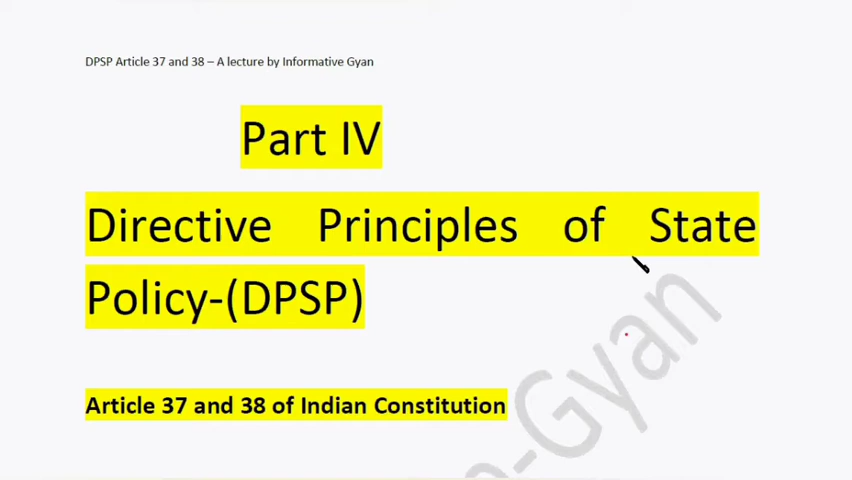 DPSP Article 37 and 38 – A lecture by Informative Gyan
Part IV
Directive Principles of State
Policy-(DPSP)
Article 37 and 38 of Indian Constitution
o-Gyan